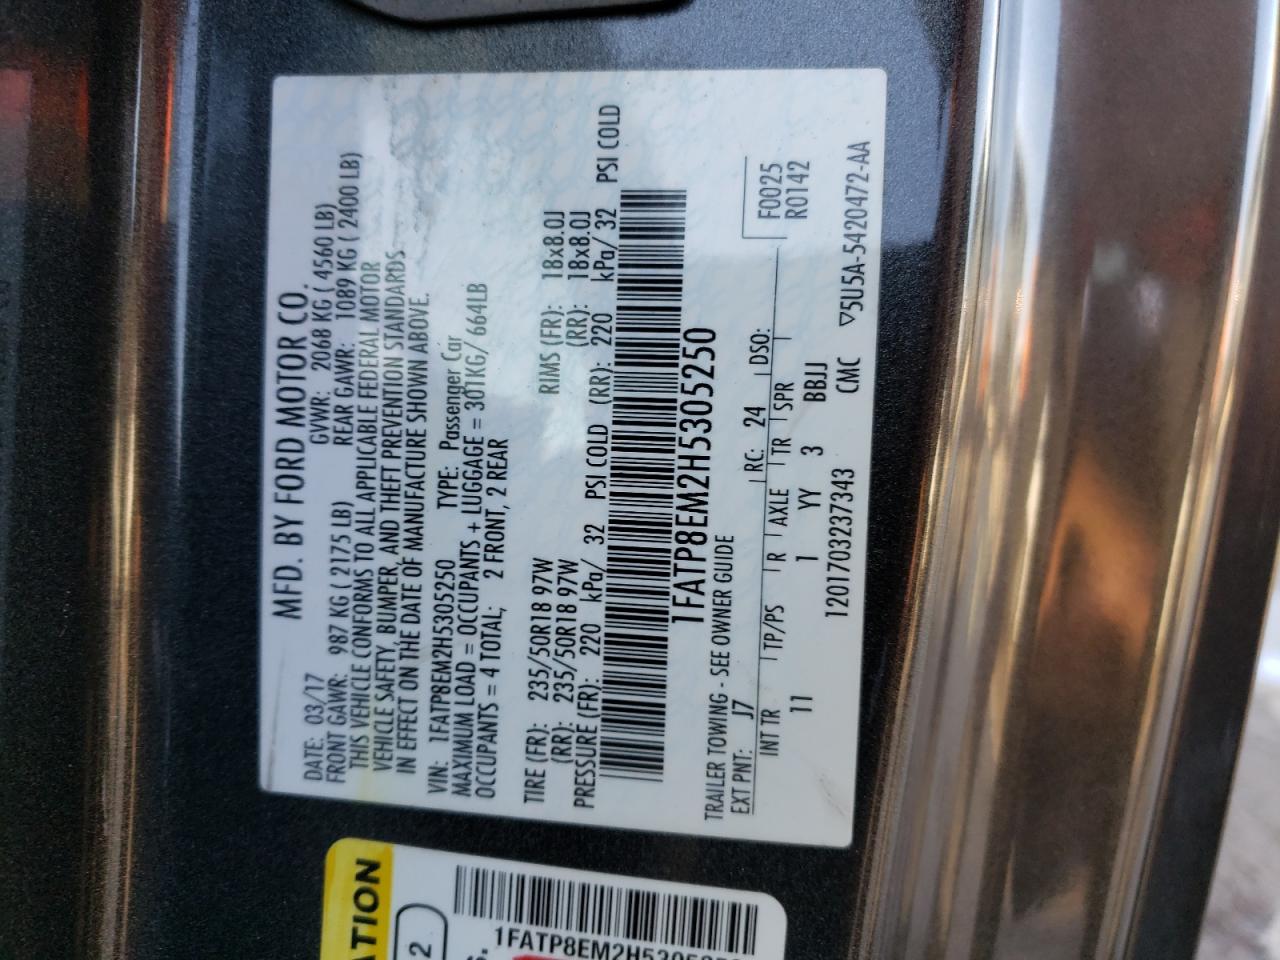 MFD. BY FORD MOTOR CO.
DATE: 03/17 GVWR: 2068 KG ( 4560 LB)
FRONT GAWR: 987 KG ( 2175 LB) REAR GAWR: 1089 KG ( 2400 LB)
THIS VEHICLE CONFORMS TO ALL APPLICABLE FEDERAL MOTOR
VEHICLE SAFETY, BUMPER, AND THEFT PREVENTION STANDARDS
IN EFFECT ON THE DATE OF MANUFACTURE SHOWN ABOVE.
VIN: 1FATP8EM2H5305250 TYPE: Passenger Car
MAXIMUM LOAD = OCCUPANTS + LUGGAGE = 301KG/ 664LB
OCCUPANTS = 4 TOTAL, 2 FRONT, 2 REAR
TIRE (FR): 235/50R18 97W RIMS (FR): 18x8.0J
(RR): 235/50R18 97W (RR): 18x8.0J
PRESSURE (FR): 220 kPa/ 32 PSI COLD (RR): 220 kPa/ 32 PSI COLD
1FATP8EM2H5305250
TRAILER TOWING - SEE OWNER GUIDE
EXT PNT: J7 RC: 24 DSO: F0025
INT TR TP/PS R AXLE TR SPR R0142
11 1 YY 3 BBJJ
1201703237343 CMC ▽5U5A-5420472-AA
ATION
2
1FATP8EM2H5305250